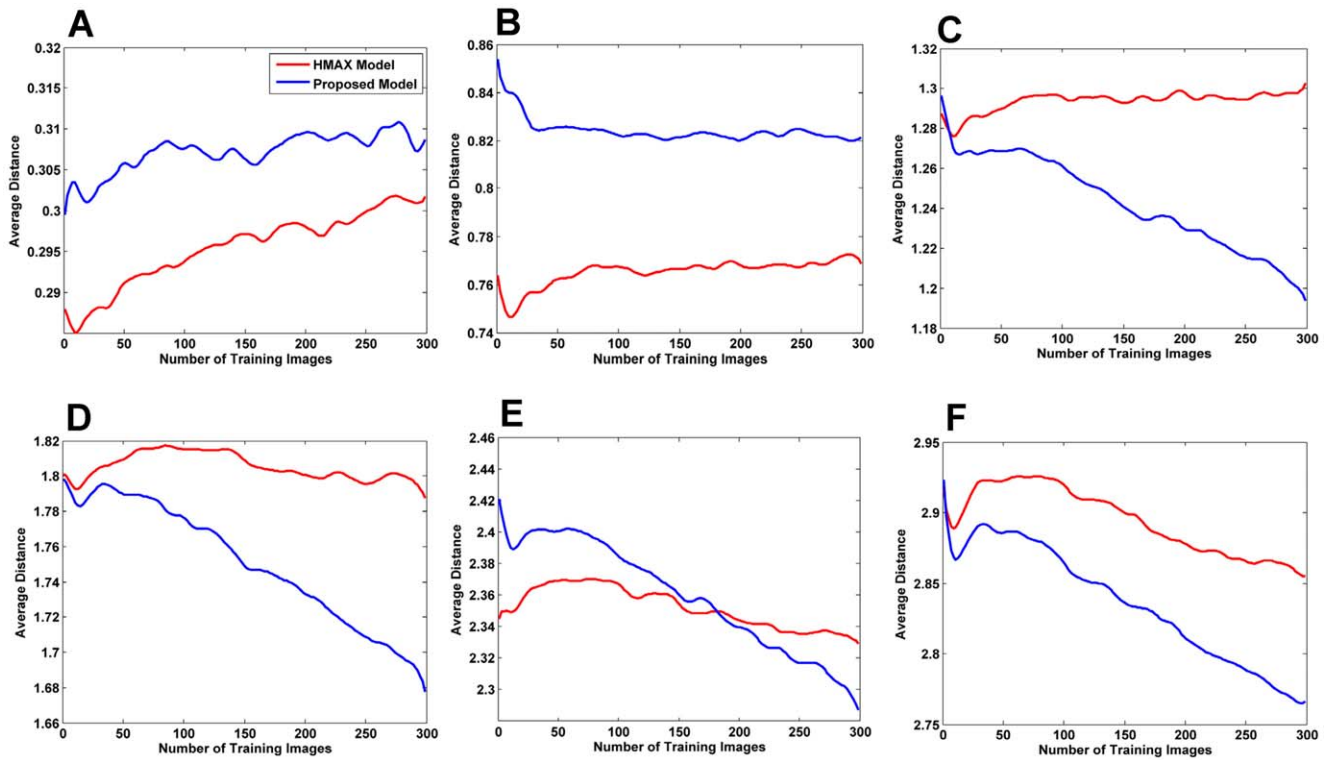 A
0.32
0.315
0.31
0.305
0.3
0.295
0.29
0 50 100 150 200 250 300
Average Distance
Number of Training Images
HMAX Model
Proposed Model
B
0.86
0.84
0.82
0.8
0.78
0.76
0.74
0 50 100 150 200 250 300
Average Distance
Number of Training Images
C
1.32
1.3
1.28
1.26
1.24
1.22
1.2
1.18
0 50 100 150 200 250 300
Average Distance
Number of Training Images
D
1.82
1.8
1.78
1.76
1.74
1.72
1.7
1.68
1.66
0 50 100 150 200 250 300
Average Distance
Number of Training Images
E
2.46
2.44
2.42
2.4
2.38
2.36
2.34
2.32
2.3
0 50 100 150 200 250 300
Average Distance
Number of Training Images
F
2.95
2.9
2.85
2.8
2.75
0 50 100 150 200 250 300
Average Distance
Number of Training Images